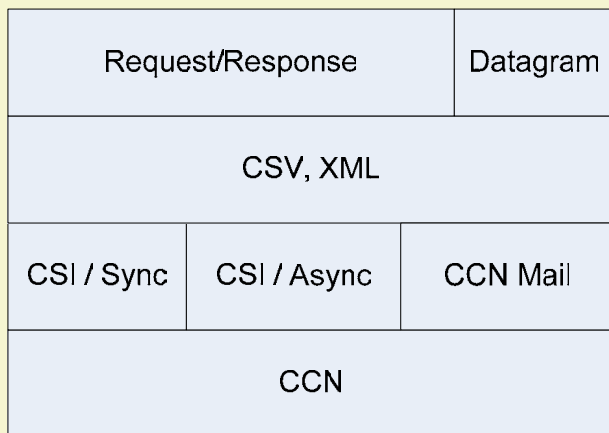 Request/Response
Datagram
CSV, XML
CSI / Sync
CSI / Async
CCN Mail
CCN